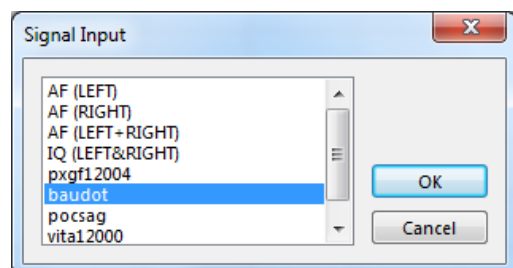 Signal Input
AF (LEFT)
AF (RIGHT)
AF (LEFT+RIGHT)
IQ (LEFT&RIGHT)
pxgf12004
baudot
pocsag
vita12000
OK
Cancel